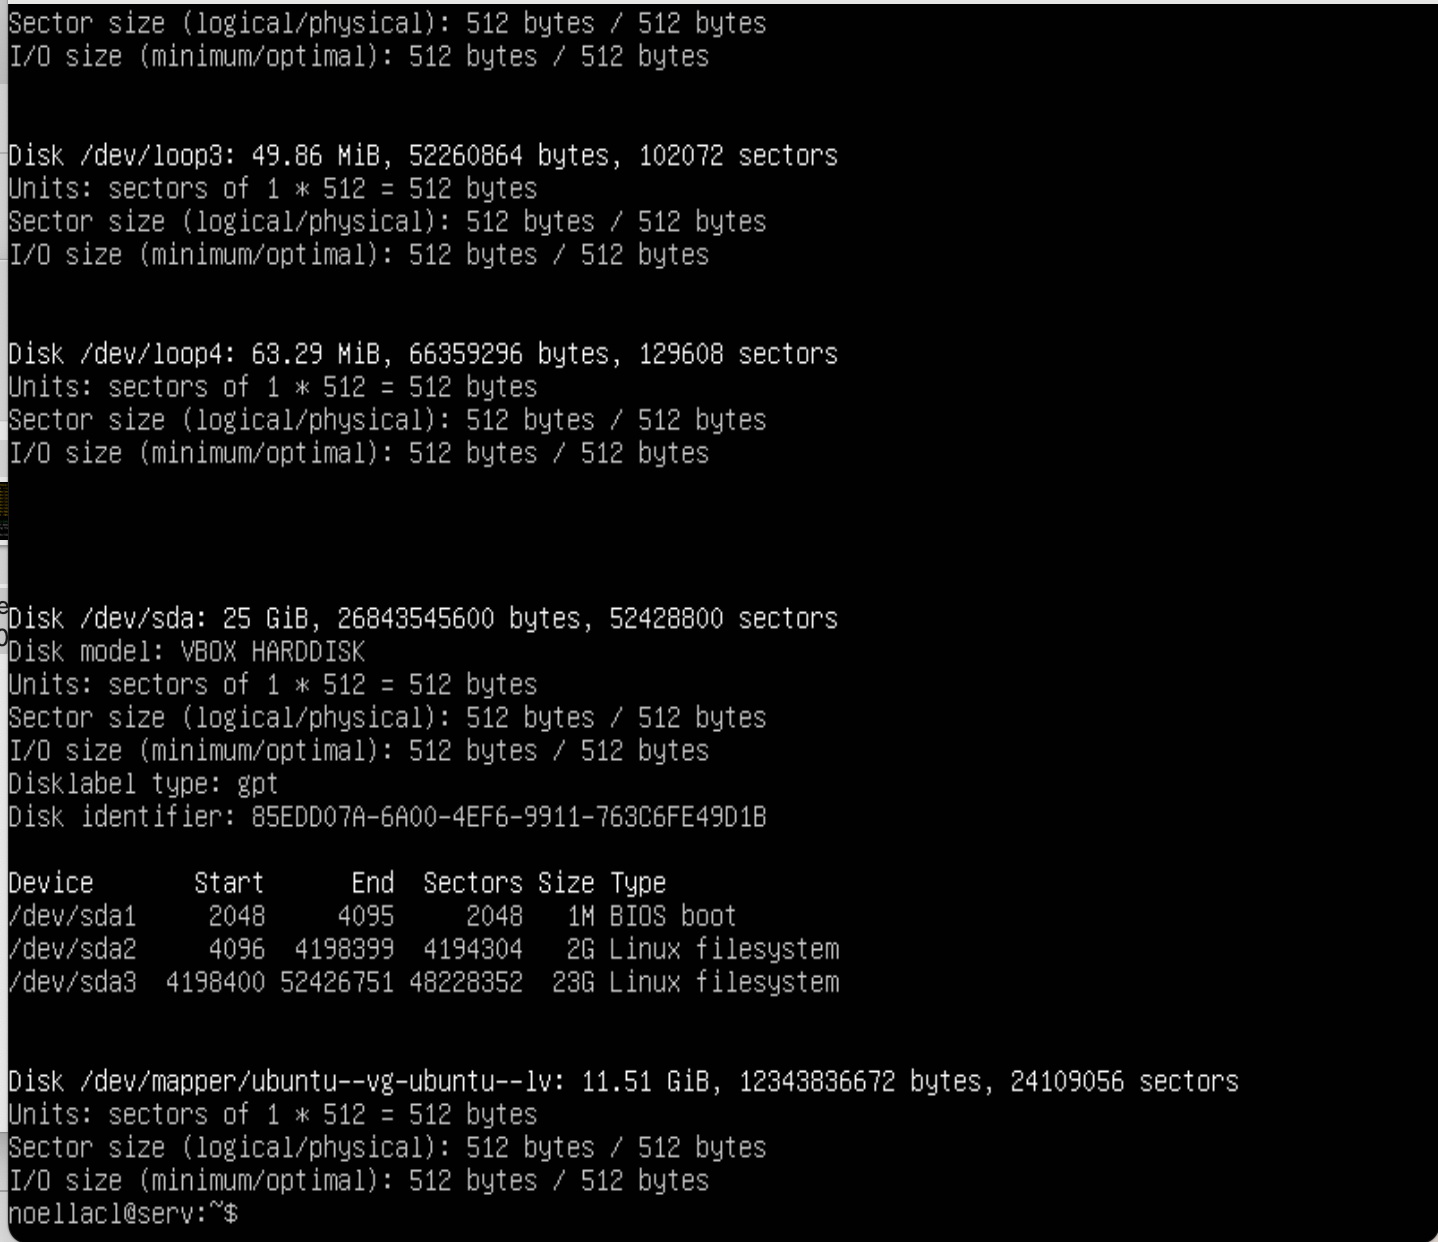 Sector size (logical/physical): 512 bytes / 512 bytes
I/O size (minimum/optimal): 512 bytes / 512 bytes
Disk /dev/loop3: 49.86 MiB, 52260864 bytes, 102072 sectors
Units: sectors of 1 * 512 = 512 bytes
Sector size (logical/physical): 512 bytes / 512 bytes
I/O size (minimum/optimal): 512 bytes / 512 bytes
Disk /dev/loop4: 63.29 MiB, 66359296 bytes, 129608 sectors
Units: sectors of 1 * 512 = 512 bytes
Sector size (logical/physical): 512 bytes / 512 bytes
I/O size (minimum/optimal): 512 bytes / 512 bytes
Disk /dev/sda: 25 GiB, 26843545600 bytes, 52428800 sectors
Disk model: VBOX HARDDISK
Units: sectors of 1 * 512 = 512 bytes
Sector size (logical/physical): 512 bytes / 512 bytes
I/O size (minimum/optimal): 512 bytes / 512 bytes
Disklabel type: gpt
Disk identifier: 85EDD07A-6A00-4EF6-9911-763C6FE49D1B
Device       Start      End  Sectors Size Type
/dev/sda1     2048     4095     2048   1M BIOS boot
/dev/sda2     4096  4198399  4194304   2G Linux filesystem
/dev/sda3  4198400 52426751 48228352  23G Linux filesystem
Disk /dev/mapper/ubuntu--vg-ubuntu--lv: 11.51 GiB, 12343836672 bytes, 24109056 sectors
Units: sectors of 1 * 512 = 512 bytes
Sector size (logical/physical): 512 bytes / 512 bytes
I/O size (minimum/optimal): 512 bytes / 512 bytes
noellacl@serv:~$